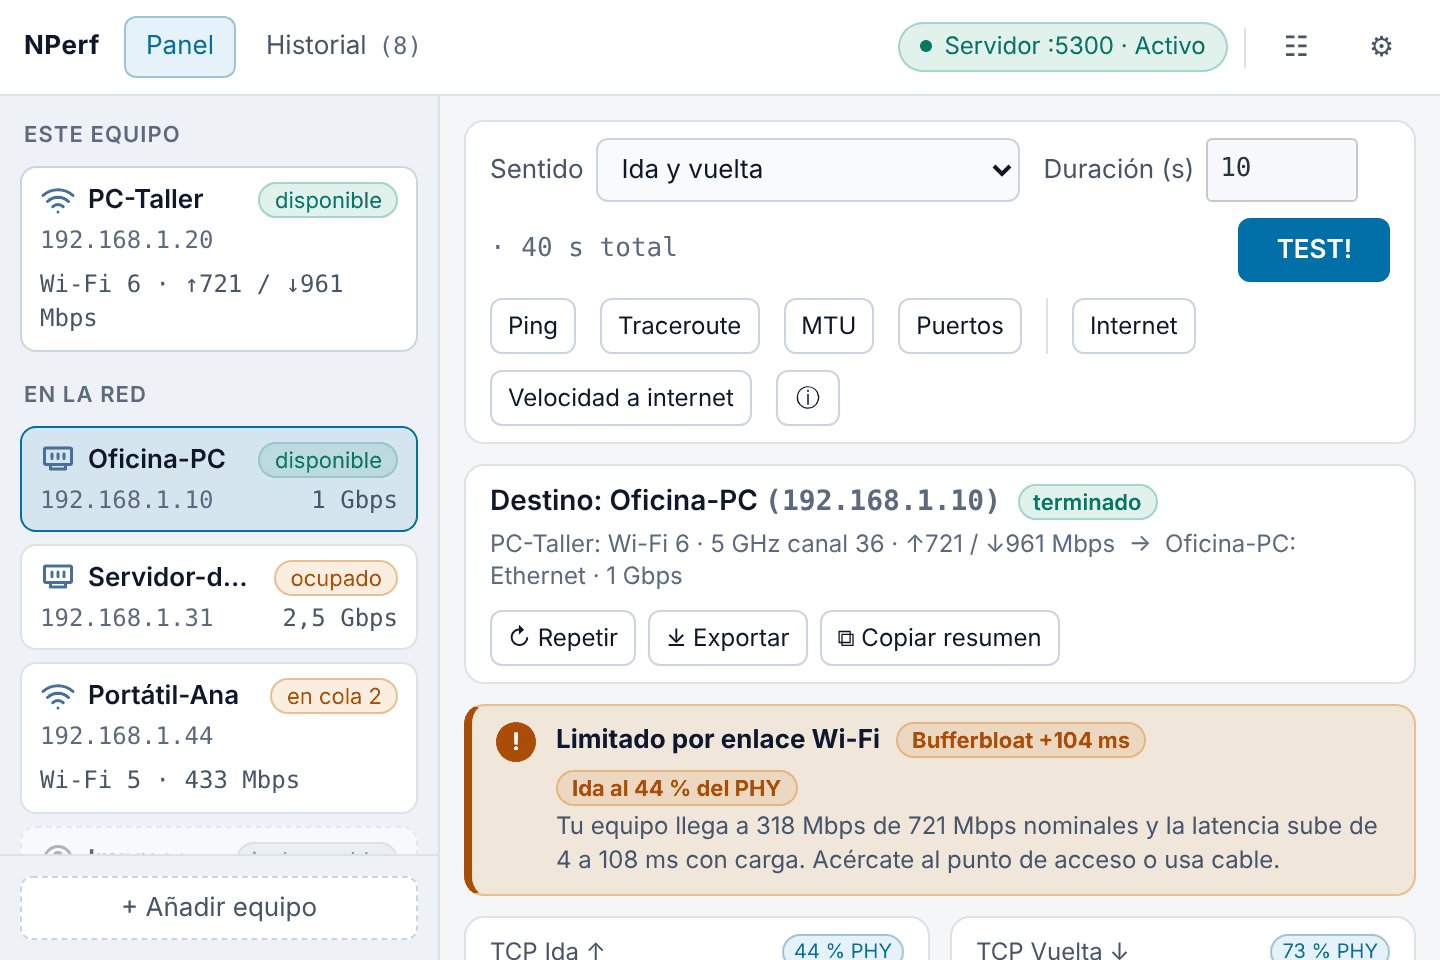 NPerf Panel Historial (8) Servidor :5300 · Activo
ESTE EQUIPO
PC-Taller disponible
192.168.1.20
Wi-Fi 6 · ↑721 / ↓961
Mbps
EN LA RED
Oficina-PC disponible
192.168.1.10 1 Gbps
Servidor-d... ocupado
192.168.1.31 2,5 Gbps
Portátil-Ana en cola 2
192.168.1.44
Wi-Fi 5 · 433 Mbps
+ Añadir equipo
Sentido Ida y vuelta Duración (s) 10
· 40 s total TEST!
Ping Traceroute MTU Puertos Internet
Velocidad a internet ⓘ
Destino: Oficina-PC (192.168.1.10) terminado
PC-Taller: Wi-Fi 6 · 5 GHz canal 36 · ↑721 / ↓961 Mbps → Oficina-PC:
Ethernet · 1 Gbps
↻ Repetir ↓ Exportar ⧉ Copiar resumen
! Limitado por enlace Wi-Fi Bufferbloat +104 ms
Ida al 44 % del PHY
Tu equipo llega a 318 Mbps de 721 Mbps nominales y la latencia sube de
4 a 108 ms con carga. Acércate al punto de acceso o usa cable.
TCP Ida ↑ 44 % PHY
TCP Vuelta ↓ 73 % PHY